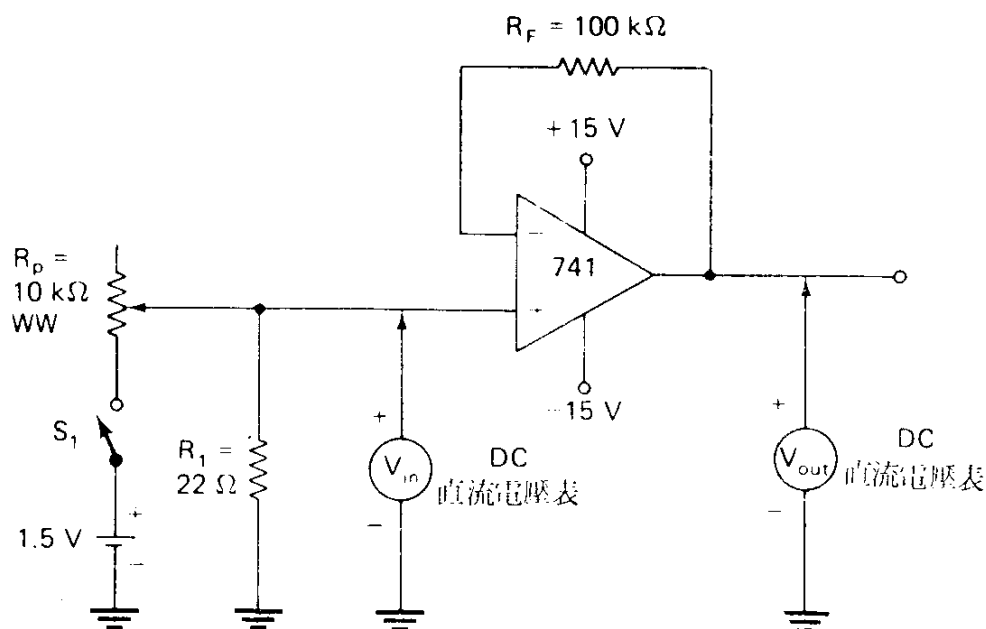 R_F = 100 kΩ
+ 15 V
−
741
+
R_p =
10 kΩ
WW
S_1
−15 V
R_1 =
22 Ω
+
V_in
−
DC
直流電壓表
+
V_out
−
DC
直流電壓表
1.5 V
+
−